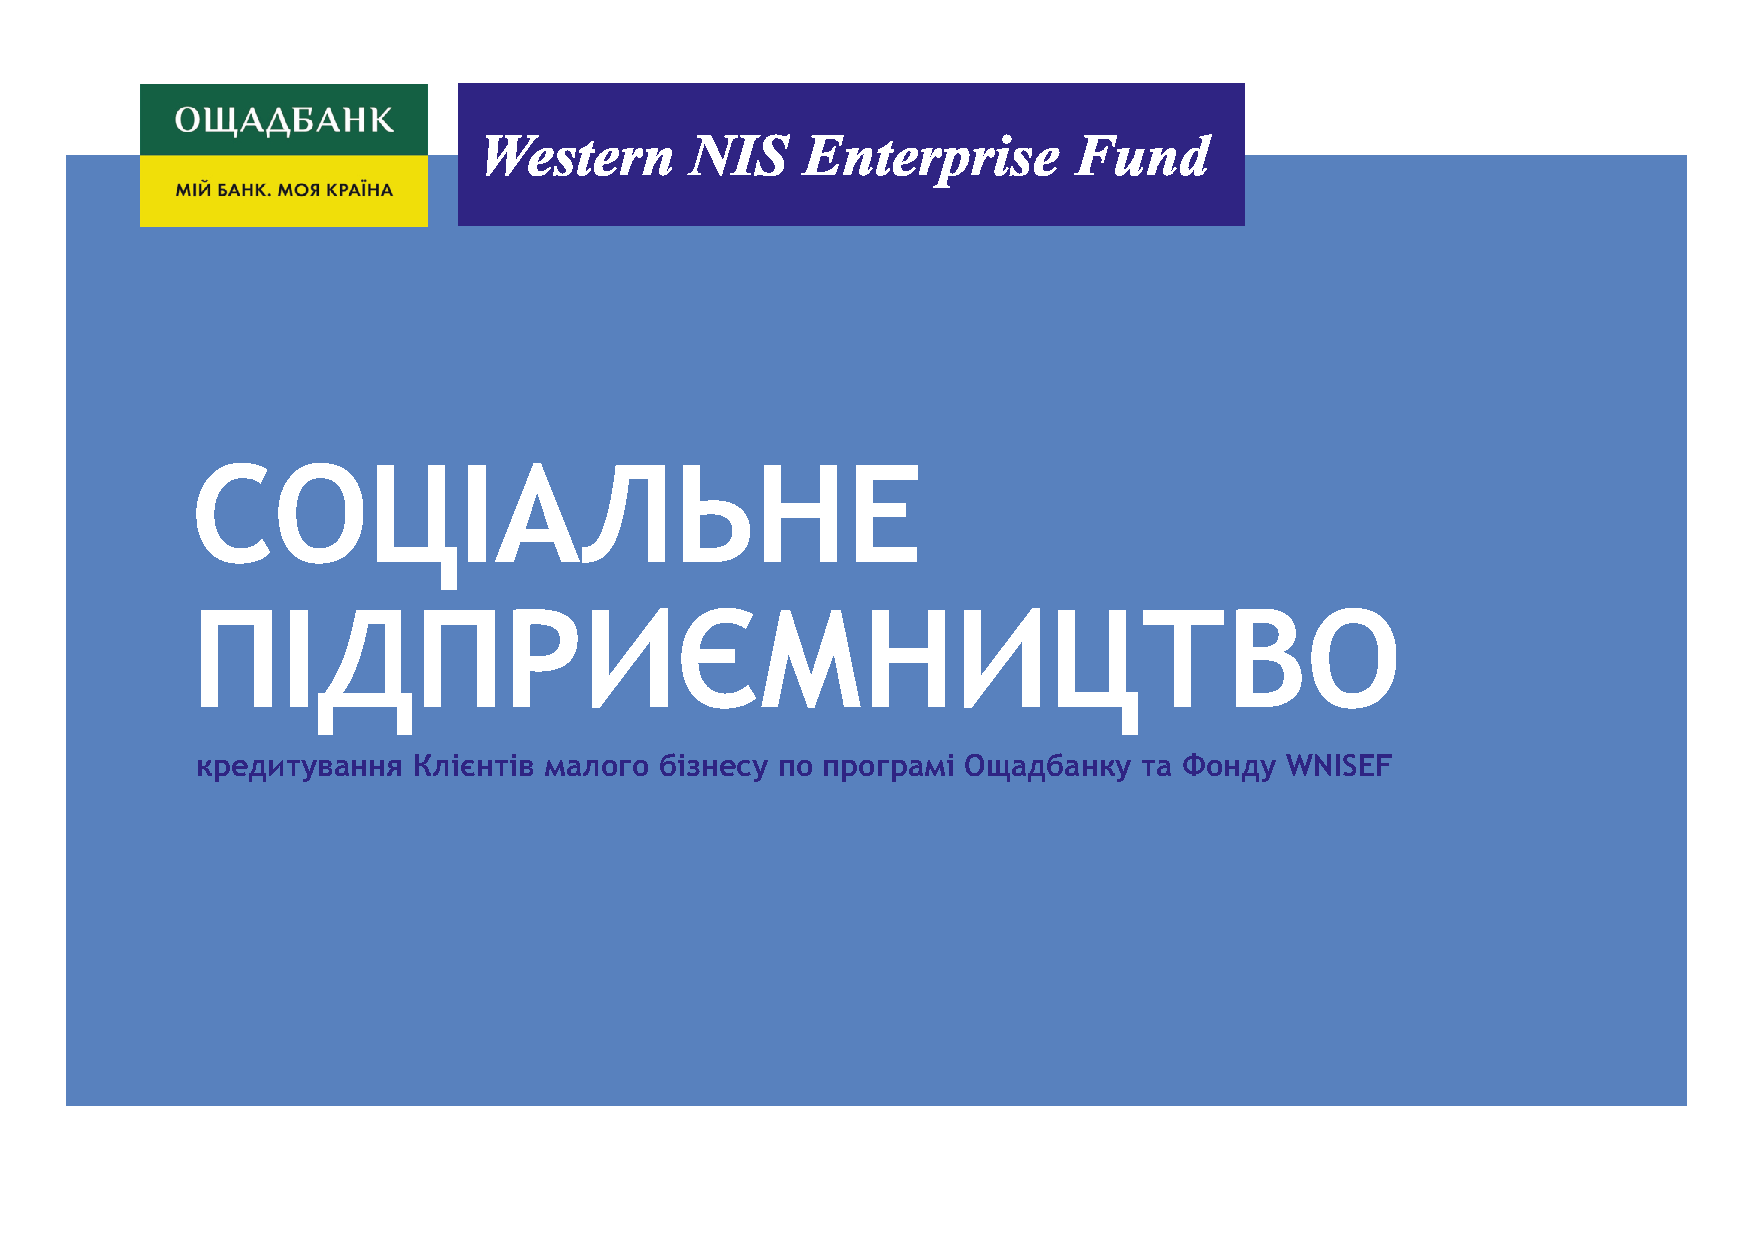 ОЩАДБАНК
МІЙ БАНК. МОЯ КРАЇНА
Western NIS Enterprise Fund
СОЦІАЛЬНЕ
ПІДПРИЄМНИЦТВО
кредитування Клієнтів малого бізнесу по програмі Ощадбанку та Фонду WNISEF